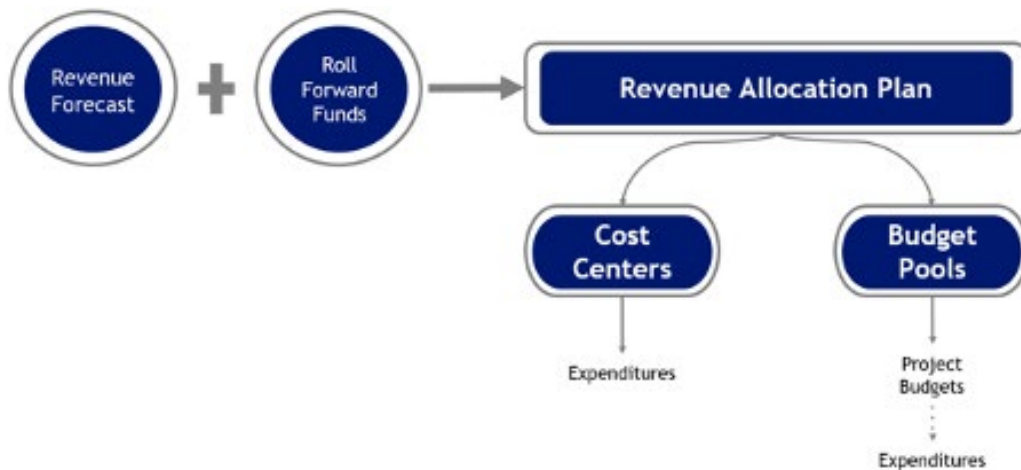 Revenue
Forecast
Roll
Forward
Funds
Revenue Allocation Plan
Cost
Centers
Budget
Pools
Expenditures
Project
Budgets
Expenditures